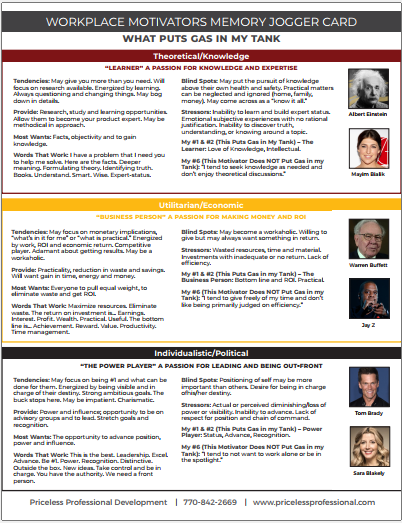 WORKPLACE MOTIVATORS MEMORY JOGGER CARD
WHAT PUTS GAS IN MY TANK
Theoretical/Knowledge
"LEARNER" A PASSION FOR KNOWLEDGE AND EXPERTISE
Tendencies: May give you more than you need. Will
focus on research available. Energized by learning.
Always questioning and changing things. May bog
down in details.
Provide: Research, study and learning opportunities.
Allow them to become your product expert. May be
methodical in approach.
Most Wants: Facts, objectivity and to gain
knowledge.
Words That Work: I have a problem that I need you
to help me solve. Here are the facts. Deeper
meaning. Formulating theory. Identifying truth.
Books. Understand. Smart. Wise. Expert-status.
Blind Spots: May put the pursuit of knowledge
above their own health and safety. Practical matters
can be neglected and ignored (home, family,
money). May come across as a "know it all."
Stressors: Inability to learn and build expert status.
Emotional subjective experiences with no rational
justification. Inability to discover truth,
understanding, or knowing around a topic.
My #1 & #2 (This Puts Gas in My Tank) – The
Learner: Love of Knowledge, Intellectual.
My #6 (This Motivator Does NOT Put Gas in my
Tank): "I tend to seek knowledge as needed and
don't enjoy theoretical discussions."
Albert Einstein
Mayim Bialik
Utilitarian/Economic
"BUSINESS PERSON" A PASSION FOR MAKING MONEY AND ROI
Tendencies: May focus on monetary implications,
"what's in it for me" or "what is practical." Energized
by work, ROI and economic return. Competitive
player. Adamant about getting results. May be a
workaholic.
Provide: Practicality, reduction in waste and savings.
Will want gain in time, energy and money.
Most Wants: Everyone to pull equal weight, to
eliminate waste and get ROI.
Words That Work: Maximize resources. Eliminate
waste. The return on investment is... Earnings.
Interest. Profit. Wealth. Practical. Useful. The bottom
line is... Achievement. Reward. Value. Productivity.
Time management.
Blind Spots: May become a workaholic. Willing to
give but may always want something in return.
Stressors: Wasted resources, time and material.
Investments with inadequate or no return. Lack of
efficiency.
My #1 & #2 (This Puts Gas in my Tank) – The
Business Person: Bottom line and ROI. Practical.
My #6 (This Motivator Does NOT Put Gas in my
Tank): "I tend to give freely of my time and don't
like being primarily judged on efficiency."
Warren Buffett
Jay Z
Individualistic/Political
"THE POWER PLAYER" A PASSION FOR LEADING AND BEING OUT-FRONT
Tendencies: May focus on being #1 and what can be
done for them. Energized by being visible and in
charge of their destiny. Strong ambitious goals. The
buck stops here. May be impatient. Charismatic.
Provide: Power and influence; opportunity to be on
advisory groups and to lead. Stretch goals and
recognition.
Most Wants: The opportunity to advance position,
power and influence.
Words That Work: This is the best. Leadership. Excel.
Advance. Be #1. Power. Recognition. Distinctive.
Outside the box. New ideas. Take control and be in
charge. You have the authority. We need a front
person.
Blind Spots: Positioning of self may be more
important than others. Desire for being in charge
ofhis/her destiny.
Stressors: Actual or perceived diminishing/loss of
power or visibility. Inability to advance. Lack of
respect for position and chain of command.
My #1 & #2 (This Puts Gas in my Tank) – Power
Player: Status, Advance, Recognition.
My #6 (This Motivator Does NOT Put Gas in my
Tank): "I tend to not want to work alone or be in
the spotlight."
Tom Brady
Sara Blakely
Priceless Professional Development | 770-842-2669 | www.pricelessprofessional.com